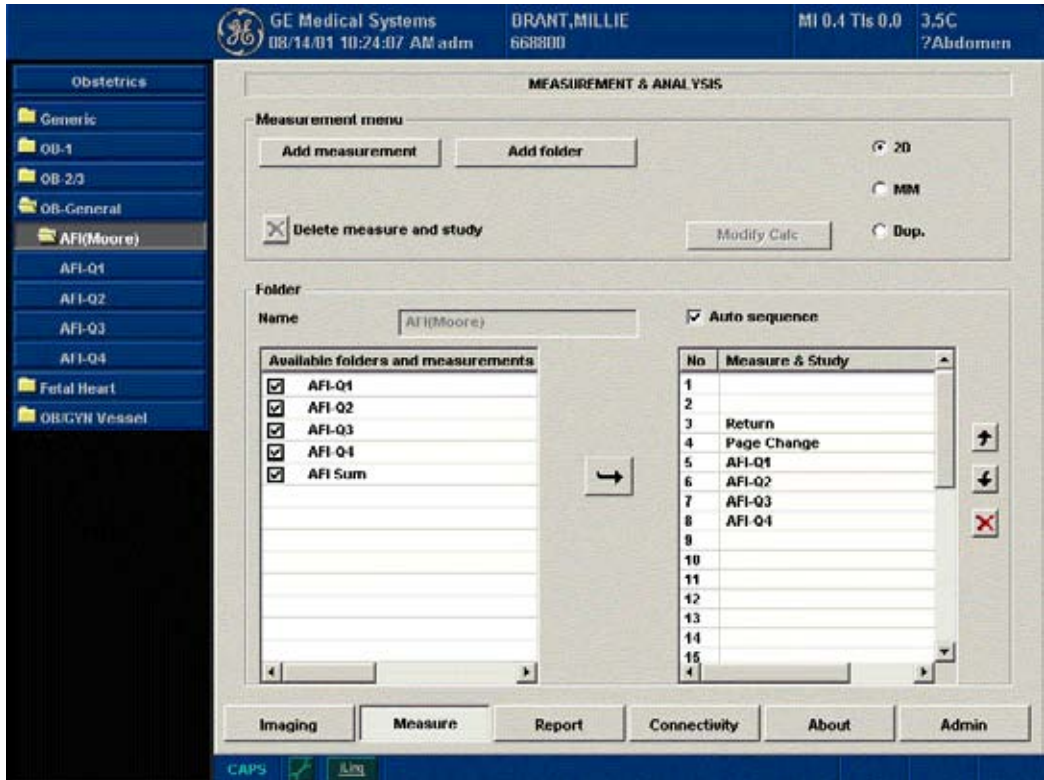 GE Medical Systems
08/14/01 10:24:07 AM adm
BRANT,MILLIE
668800
MI 0.4 TIs 0.0
3.5C
?Abdomen
Obstetrics
Generic
OB-1
OB-2/3
OB-General
AFI(Moore)
AFI-Q1
AFI-Q2
AFI-Q3
AFI-Q4
Fetal Heart
OB/GYN Vessel
MEASUREMENT & ANALYSIS
Measurement menu
Add measurement
Add folder
2D
MM
Delete measure and study
Modify Calc
Dop.
Folder
Name
AFI(Moore)
Auto sequence
Available folders and measurements
AFI-Q1
AFI-Q2
AFI-Q3
AFI-Q4
AFI Sum
No Measure & Study
1
2
3 Return
4 Page Change
5 AFI-Q1
6 AFI-Q2
7 AFI-Q3
8 AFI-Q4
9
10
11
12
13
14
15
Imaging
Measure
Report
Connectivity
About
Admin
CAPS
iLinq